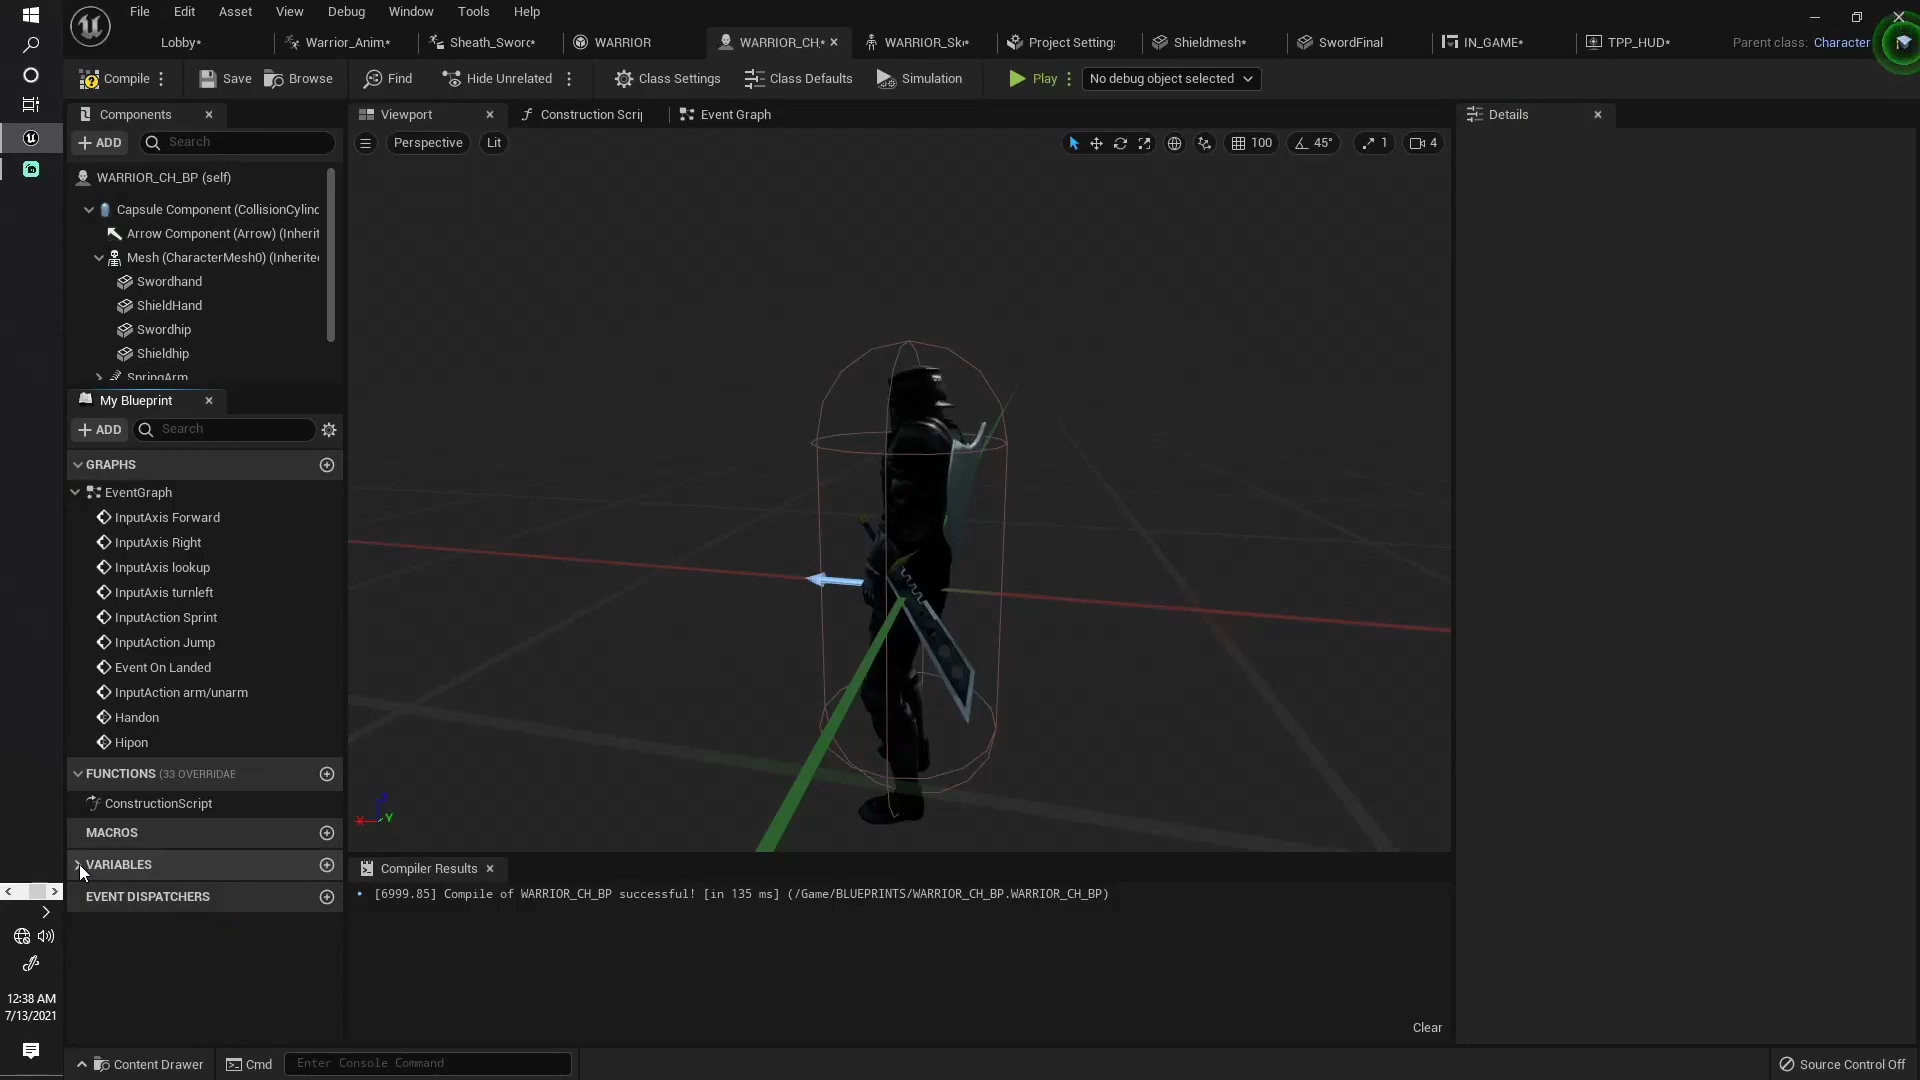 File Edit Asset View Debug Window Tools Help
Lobby* Warrior_Anim.* Sheath_Sworc* WARRIOR WARRIOR_CH.* WARRIOR_Ske* Project Setting: Shieldmesh* SwordFinal IN_GAME* TPP_HUD* Parent class: Character
Compile Save Browse Find Hide Unrelated Class Settings Class Defaults Simulation Play No debug object selected
Components Viewport Construction Scrip Event Graph Details
ADD Search Perspective Lit 100 45° 1 4
WARRIOR_CH_BP (self)
Capsule Component (CollisionCylinc
Arrow Component (Arrow) (Inherit
Mesh (CharacterMesh0) (Inherited
Swordhand
ShieldHand
Swordhip
Shieldhip
SpringArm
My Blueprint
ADD Search
GRAPHS
EventGraph
InputAxis Forward
InputAxis Right
InputAxis lookup
InputAxis turnleft
InputAction Sprint
InputAction Jump
Event On Landed
InputAction arm/unarm
Handon
Hipon
FUNCTIONS (33 OVERRIDAE
ConstructionScript
MACROS
VARIABLES
EVENT DISPATCHERS
X Y
Compiler Results
[6999.85] Compile of WARRIOR_CH_BP successful! [in 135 ms] (/Game/BLUEPRINTS/WARRIOR_CH_BP.WARRIOR_CH_BP)
12:38 AM
7/13/2021
Clear
Content Drawer Cmd Enter Console Command Source Control Off